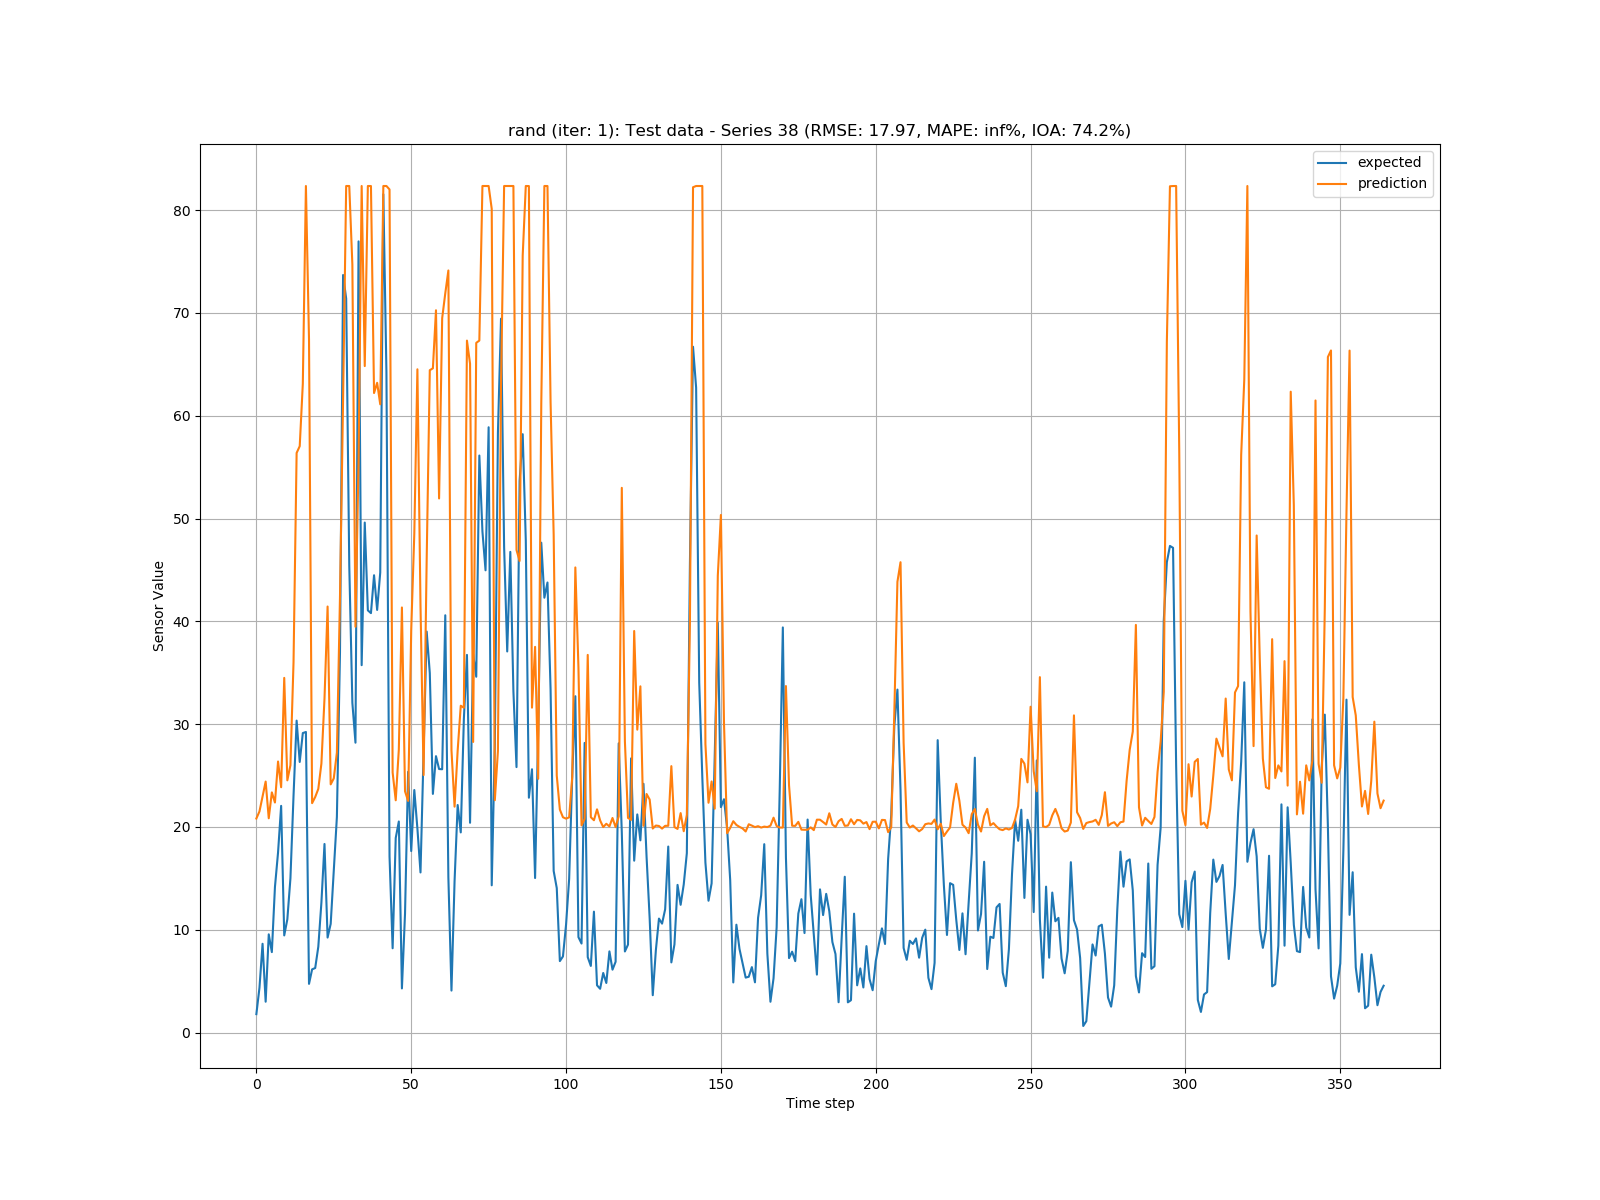 rand (iter: 1): Test data - Series 38 (RMSE: 17.97, MAPE: inf%, IOA: 74.2%)
expected
prediction
80
70
60
50
40
30
20
10
0
Sensor Value
0 50 100 150 200 250 300 350
Time step